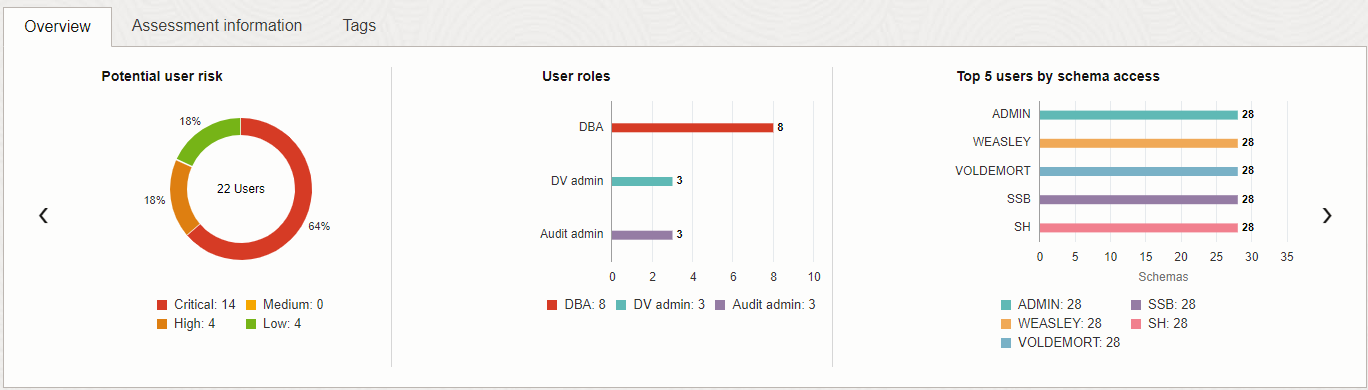 Overview
Assessment information
Tags
Potential user risk
18%
18%
22 Users
64%
Critical: 14
Medium: 0
High: 4
Low: 4
User roles
DBA
8
DV admin
3
Audit admin
3
0 2 4 6 8 10
DBA: 8 DV admin: 3 Audit admin: 3
Top 5 users by schema access
ADMIN
28
WEASLEY
28
VOLDEMORT
28
SSB
28
SH
28
0 5 10 15 20 25 30 35
Schemas
ADMIN: 28
SSB: 28
WEASLEY: 28
SH: 28
VOLDEMORT: 28